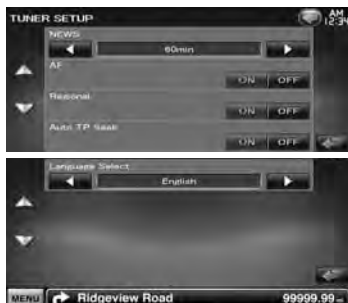 TUNER SETUP
AM 12:34
NEWS
60min
AF
ON OFF
Regional
ON OFF
Auto TP Seek
ON OFF
Language Select
English
MENU Ridgeview Road 99999.99